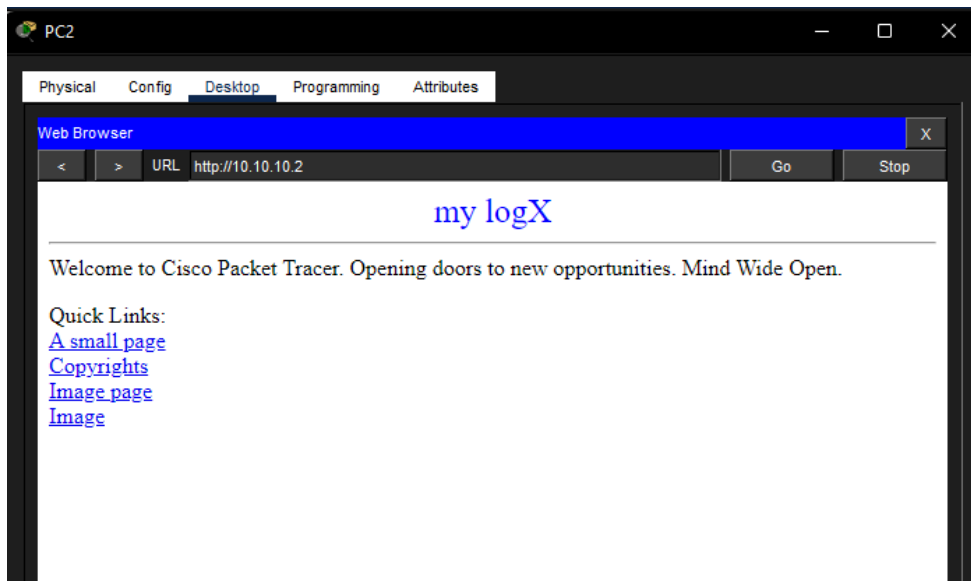 PC2
Physical Config Desktop Programming Attributes
Web Browser X
< > URL http://10.10.10.2 Go Stop
my logX
Welcome to Cisco Packet Tracer. Opening doors to new opportunities. Mind Wide Open.
Quick Links:
A small page
Copyrights
Image page
Image